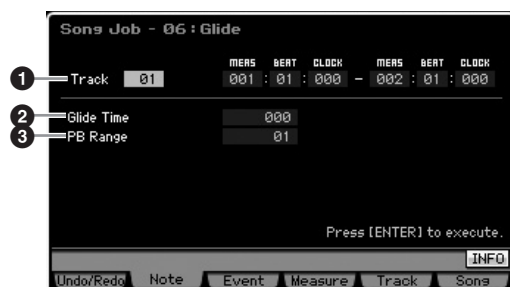 Song Job - 06 : Glide
MEAS BEAT CLOCK MEAS BEAT CLOCK
1 Track 01 001 : 01 : 000 - 002 : 01 : 000
2 Glide Time 000
3 PB Range 01
Press [ENTER] to execute.
INFO
Undo/Redo Note Event Measure Track Song